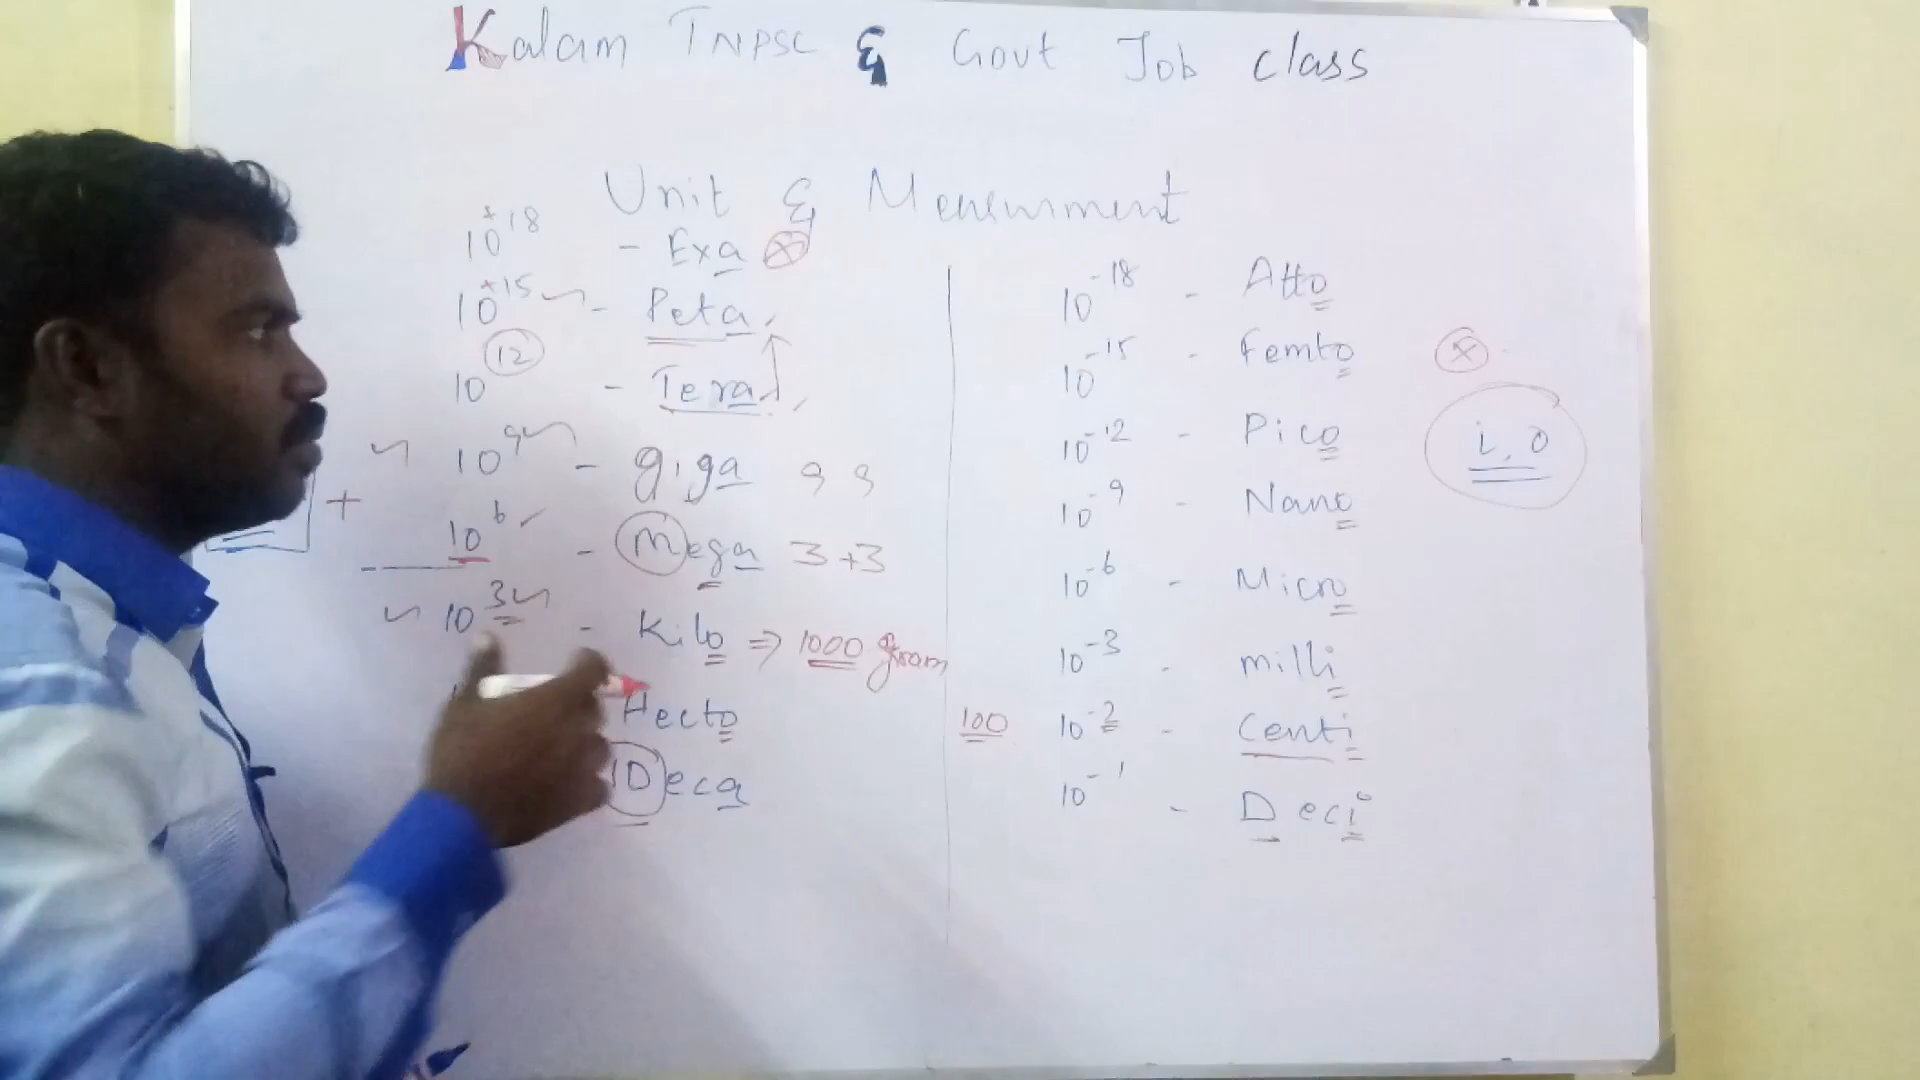 Kalam TNPSC & Govt Job class
Unit & Mensurment
10^+18 - Exa
10^+15 - Peta
10^12 - Tera
10^9 - giga 9 9
+
10^6 - Mega 3+3
10^3 - Kilo ⇒ 1000 gram
Hecto
Deca
10^-18 - Atto
10^-15 - Femto
10^-12 - Pico
10^-9 - Nano
10^-6 - Micro
10^-3 - milli
100 10^-2 - Centi
10^-1 - Deci
i, o